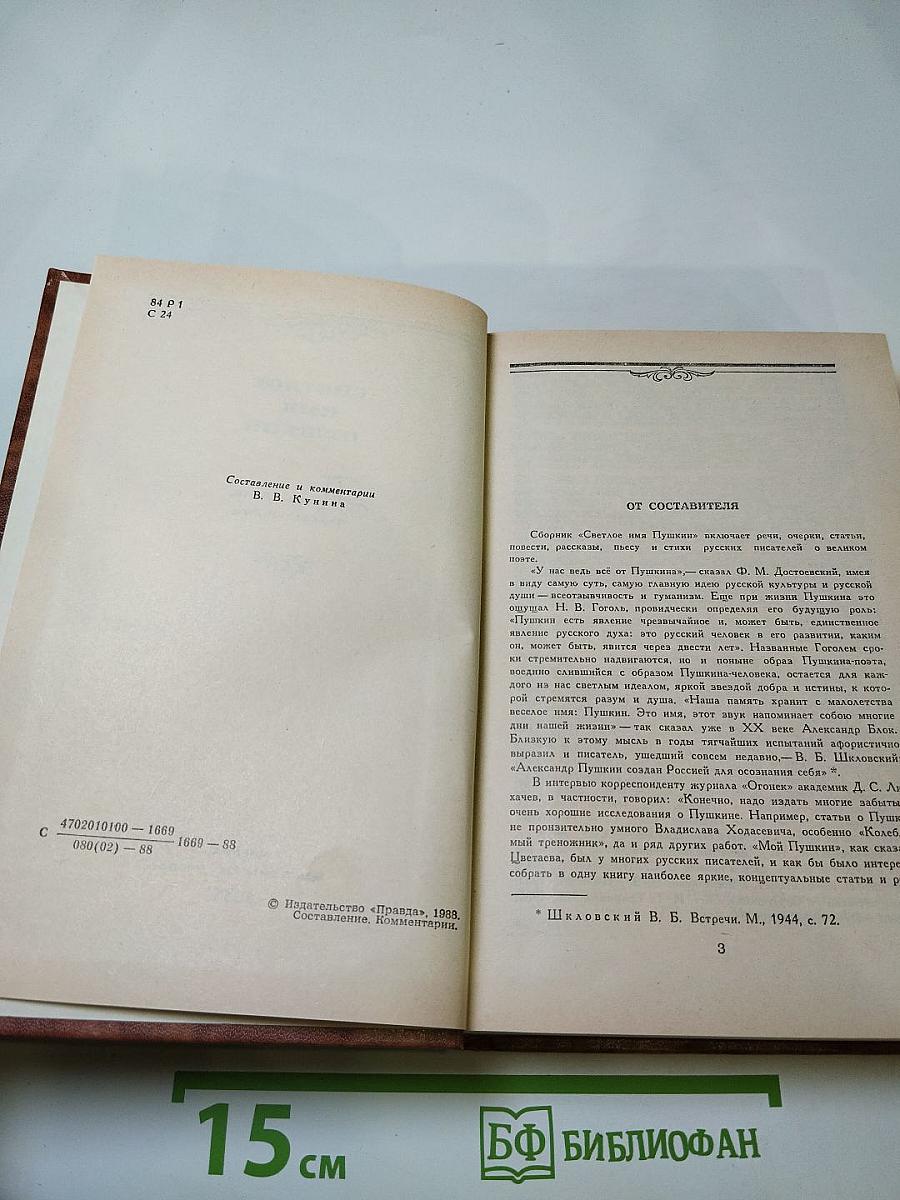 84 Р 1
С 24
Составление и комментарии
В. В. Кунина
С 4702010100 — 1669
080(02) — 88
1669 — 88
© Издательство «Правда», 1988.
Составление. Комментарии.
ОТ СОСТАВИТЕЛЯ
Сборник «Светлое имя Пушкин» включает речи, очерки, статьи,
повести, рассказы, пьесу и стихи русских писателей о великом
поэте.
«У нас ведь всё от Пушкина»,— сказал Ф. М. Достоевский, имея
в виду самую суть, самую главную идею русской культуры и русской
души — всеотзывчивость и гуманизм. Еще при жизни Пушкина это
ощущал Н. В. Гоголь, провидчески определяя его будущую роль:
«Пушкин есть явление чрезвычайное и, может быть, единственное
явление русского духа: это русский человек в его развитии, каким
он, может быть, явится через двести лет». Названные Гоголем сро-
ки стремительно надвигаются, но и поныне образ Пушкина-поэта,
воедино слившийся с образом Пушкина-человека, остается для каж-
дого из нас светлым идеалом, яркой звездой добра и истины, к кото-
рой стремятся разум и душа. «Наша память хранит с малолетства
веселое имя: Пушкин. Это имя, этот звук напоминает собою многие
дни нашей жизни» — так сказал уже в XX веке Александр Блок.
Близкую к этому мысль в годы тягчайших испытаний афористично
выразил и писатель, ушедший совсем недавно,— В. Б. Шкловский:
«Александр Пушкин создан Россией для осознания себя» *.
В интервью корреспонденту журнала «Огонек» академик Д. С. Ли
хачев, в частности, говорил: «Конечно, надо издать многие забыты
очень хорошие исследования о Пушкине. Например, статьи о Пушк
не пронзительно умного Владислава Ходасевича, особенно «Колеб
мый треножник», да и ряд других работ. «Мой Пушкин», как сказа
Цветаева, был у многих русских писателей, и как бы было интере
собрать в одну книгу наиболее яркие, концептуальные статьи и р
* Шкловский В. Б. Встречи. М., 1944, с. 72.
3
15 см
БФ БИБЛИОФАН